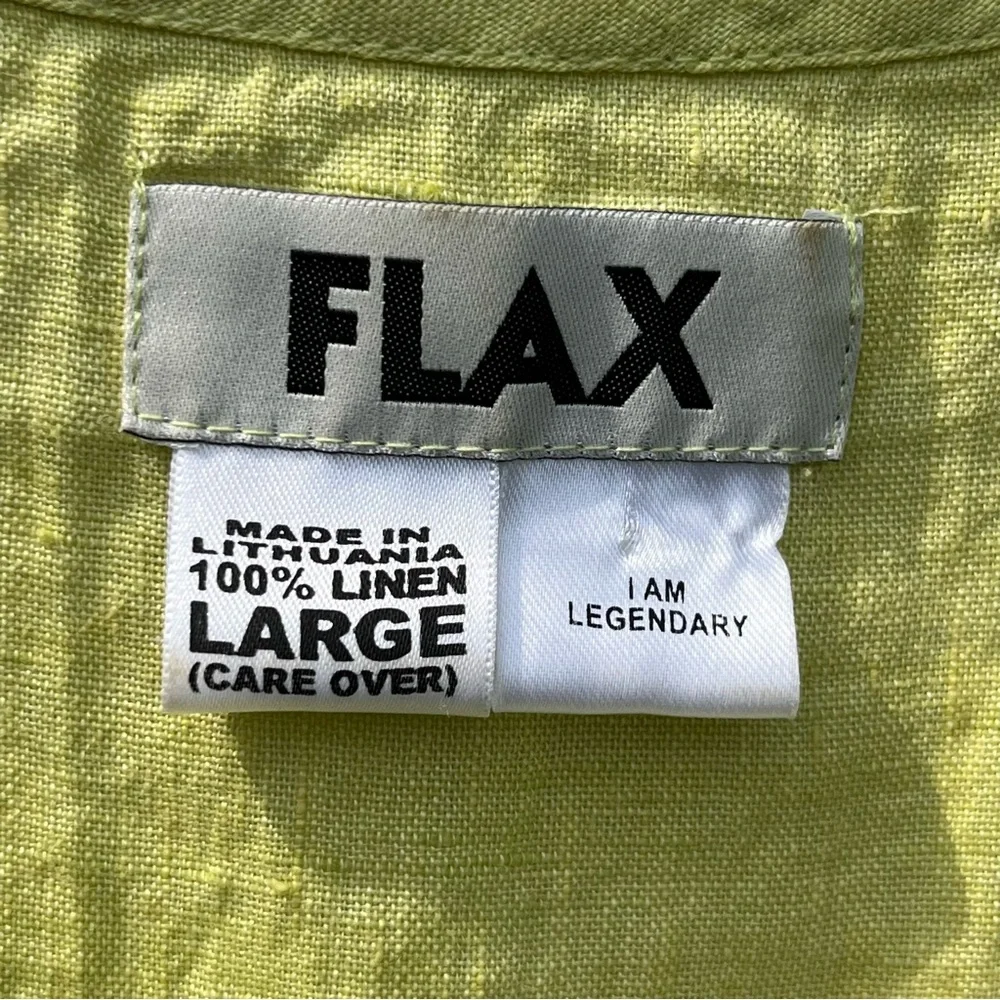 FLAX
MADE IN
LITHUANIA
100% LINEN
LARGE
(CARE OVER)
I AM
LEGENDARY